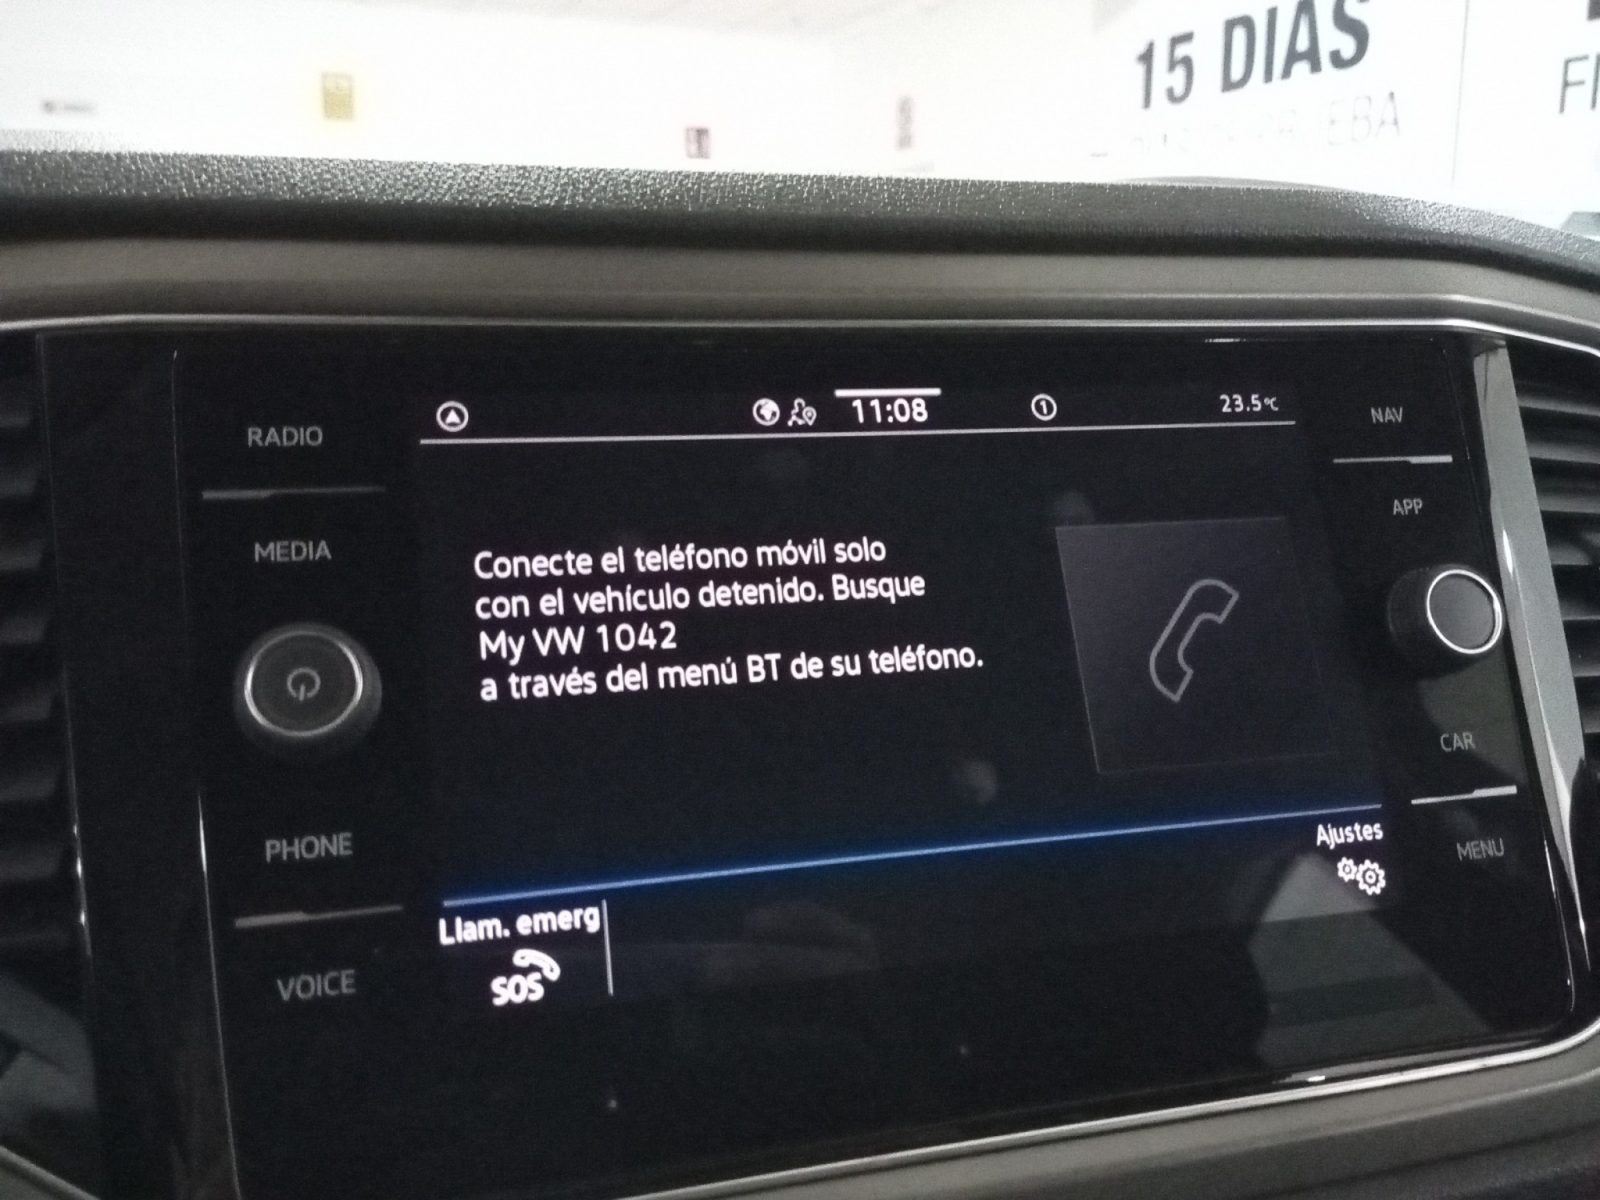 15 DIAS
RADIO
MEDIA
PHONE
VOICE
11:08
1
23.5°C
Conecte el teléfono móvil solo
con el vehículo detenido. Busque
My VW 1042
a través del menú BT de su teléfono.
Llam. emerg
SOS
Ajustes
NAV
APP
CAR
MENU